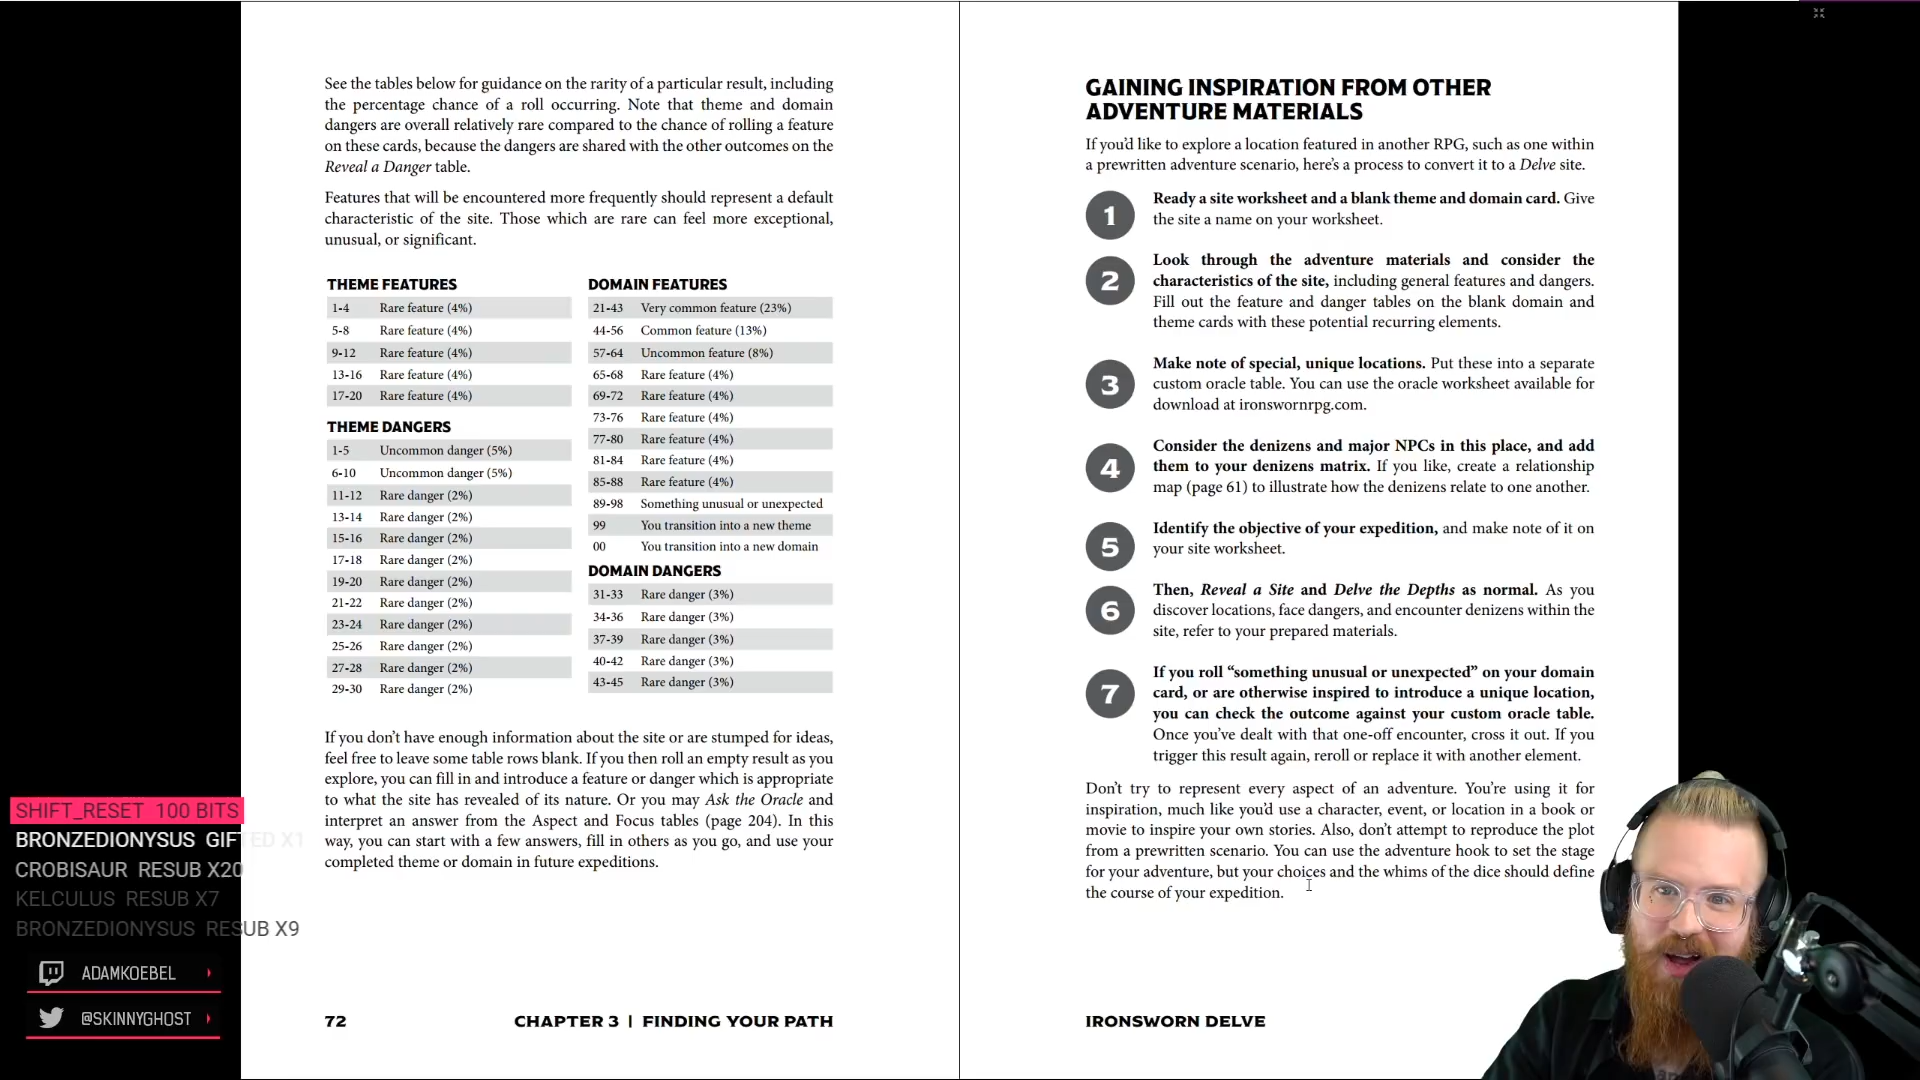 See the tables below for guidance on the rarity of a particular result, including
the percentage chance of a roll occurring. Note that theme and domain
dangers are overall relatively rare compared to the chance of rolling a feature
on these cards, because the dangers are shared with the other outcomes on the
Reveal a Danger table.
Features that will be encountered more frequently should represent a default
characteristic of the site. Those which are rare can feel more exceptional,
unusual, or significant.
THEME FEATURES
1-4 Rare feature (4%)
5-8 Rare feature (4%)
9-12 Rare feature (4%)
13-16 Rare feature (4%)
17-20 Rare feature (4%)
THEME DANGERS
1-5 Uncommon danger (5%)
6-10 Uncommon danger (5%)
11-12 Rare danger (2%)
13-14 Rare danger (2%)
15-16 Rare danger (2%)
17-18 Rare danger (2%)
19-20 Rare danger (2%)
21-22 Rare danger (2%)
23-24 Rare danger (2%)
25-26 Rare danger (2%)
27-28 Rare danger (2%)
29-30 Rare danger (2%)
DOMAIN FEATURES
21-43 Very common feature (23%)
44-56 Common feature (13%)
57-64 Uncommon feature (8%)
65-68 Rare feature (4%)
69-72 Rare feature (4%)
73-76 Rare feature (4%)
77-80 Rare feature (4%)
81-84 Rare feature (4%)
85-88 Rare feature (4%)
89-98 Something unusual or unexpected
99 You transition into a new theme
00 You transition into a new domain
DOMAIN DANGERS
31-33 Rare danger (3%)
34-36 Rare danger (3%)
37-39 Rare danger (3%)
40-42 Rare danger (3%)
43-45 Rare danger (3%)
If you don't have enough information about the site or are stumped for ideas,
feel free to leave some table rows blank. If you then roll an empty result as you
explore, you can fill in and introduce a feature or danger which is appropriate
to what the site has revealed of its nature. Or you may Ask the Oracle and
interpret an answer from the Aspect and Focus tables (page 204). In this
way, you can start with a few answers, fill in others as you go, and use your
completed theme or domain in future expeditions.
72 CHAPTER 3 | FINDING YOUR PATH
GAINING INSPIRATION FROM OTHER
ADVENTURE MATERIALS
If you'd like to explore a location featured in another RPG, such as one within
a prewritten adventure scenario, here's a process to convert it to a Delve site.
1 Ready a site worksheet and a blank theme and domain card. Give
the site a name on your worksheet.
2 Look through the adventure materials and consider the
characteristics of the site, including general features and dangers.
Fill out the feature and danger tables on the blank domain and
theme cards with these potential recurring elements.
3 Make note of special, unique locations. Put these into a separate
custom oracle table. You can use the oracle worksheet available for
download at ironswornrpg.com.
4 Consider the denizens and major NPCs in this place, and add
them to your denizens matrix. If you like, create a relationship
map (page 61) to illustrate how the denizens relate to one another.
5 Identify the objective of your expedition, and make note of it on
your site worksheet.
6 Then, Reveal a Site and Delve the Depths as normal. As you
discover locations, face dangers, and encounter denizens within the
site, refer to your prepared materials.
7 If you roll “something unusual or unexpected” on your domain
card, or are otherwise inspired to introduce a unique location,
you can check the outcome against your custom oracle table.
Once you've dealt with that one-off encounter, cross it out. If you
trigger this result again, reroll or replace it with another element.
Don't try to represent every aspect of an adventure. You're using it for
inspiration, much like you'd use a character, event, or location in a book or
movie to inspire your own stories. Also, don't attempt to reproduce the plot
from a prewritten scenario. You can use the adventure hook to set the stage
for your adventure, but your choices and the whims of the dice should define
the course of your expedition.
IRONSWORN DELVE
SHIFT_RESET 100 BITS
BRONZEDIONYSUS GIFTED X1
CROBISAUR RESUB X20
KELCULUS RESUB X7
BRONZEDIONYSUS RESUB X9
ADAMKOEBEL
@SKINNYGHOST